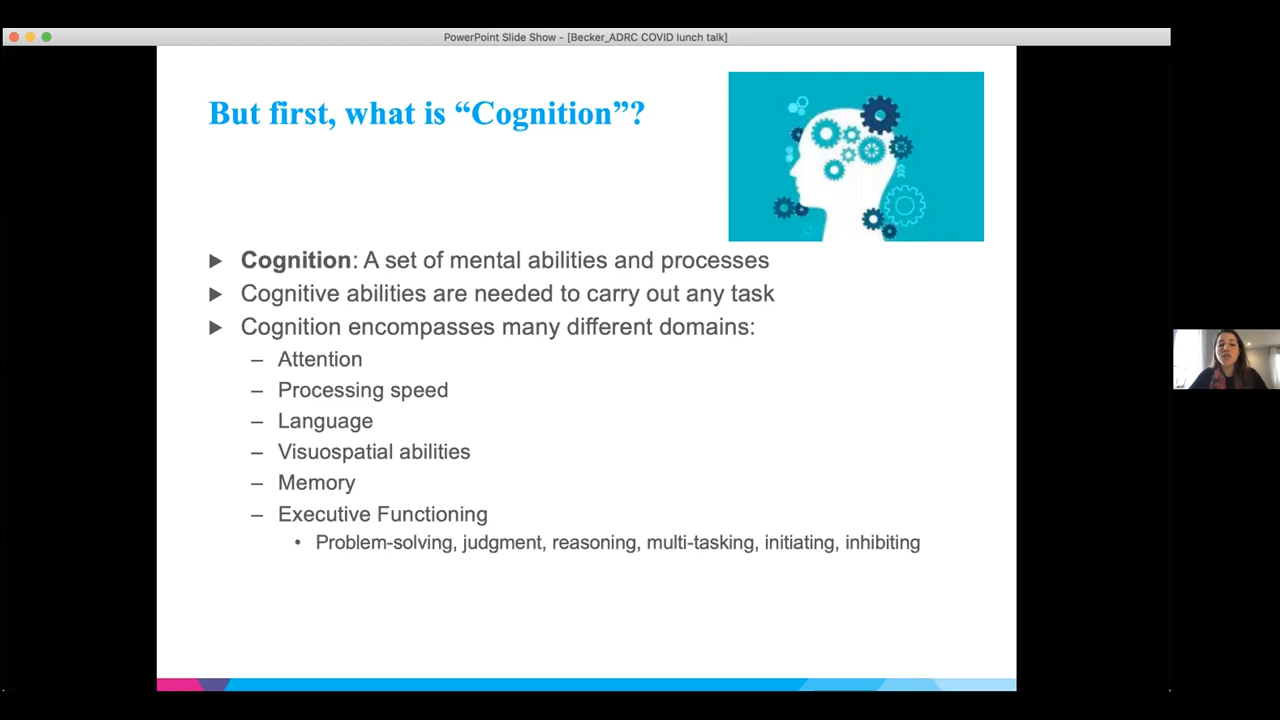 PowerPoint Slide Show - [Becker_ADRC COVID lunch talk]
But first, what is “Cognition”?
▶ Cognition: A set of mental abilities and processes
▶ Cognitive abilities are needed to carry out any task
▶ Cognition encompasses many different domains:
– Attention
– Processing speed
– Language
– Visuospatial abilities
– Memory
– Executive Functioning
• Problem-solving, judgment, reasoning, multi-tasking, initiating, inhibiting